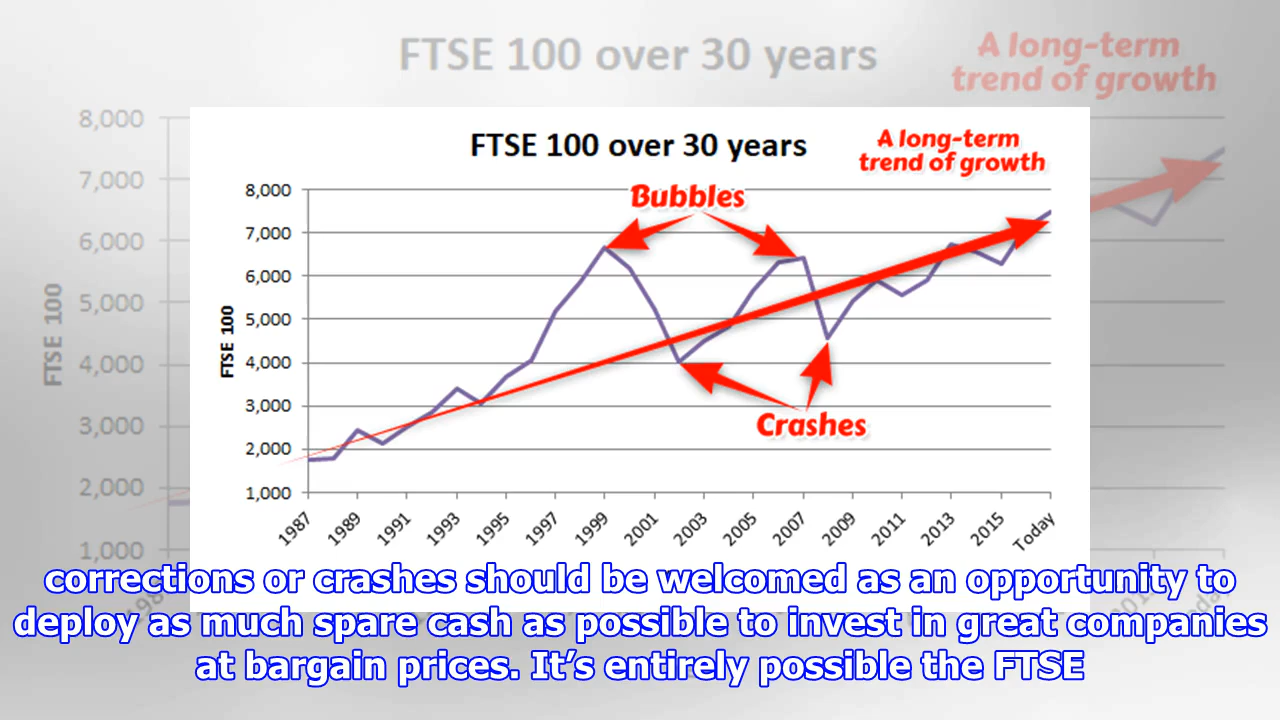 FTSE 100 over 30 years
A long-term
trend of growth
8,000
7,000
6,000
5,000
4,000
3,000
2,000
1,000
FTSE 100
FTSE 100 over 30 years
A long-term
trend of growth
Bubbles
Crashes
8,000
7,000
6,000
5,000
4,000
3,000
2,000
1,000
FTSE 100
1987
1989
1991
1993
1995
1997
1999
2001
2003
2005
2007
2009
2011
2013
2015
Today
corrections or crashes should be welcomed as an opportunity to
deploy as much spare cash as possible to invest in great companies
at bargain prices. It’s entirely possible the FTSE